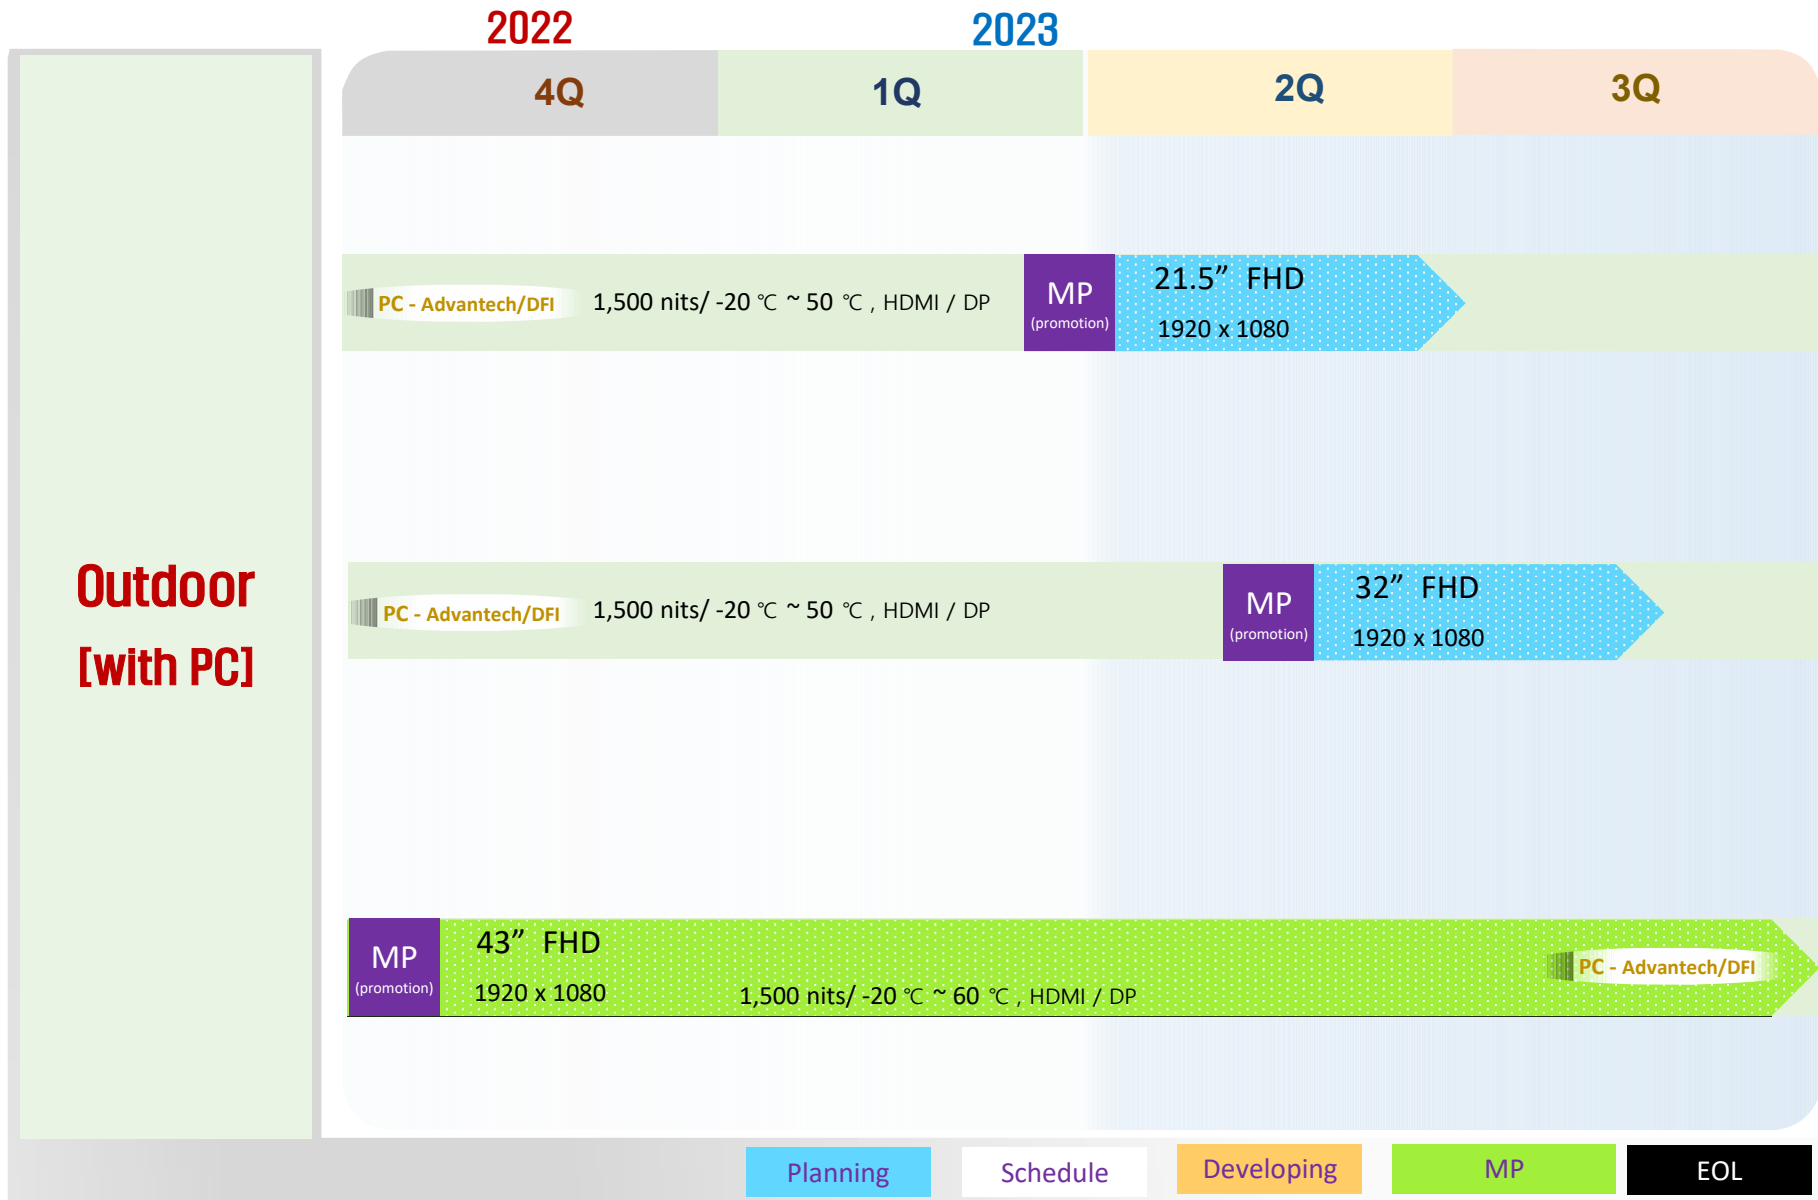 2022 2023
4Q 1Q 2Q 3Q
Outdoor
[with PC]
PC - Advantech/DFI 1,500 nits/ -20 ℃ ~ 50 ℃ , HDMI / DP
MP
(promotion)
21.5” FHD
1920 x 1080
PC - Advantech/DFI 1,500 nits/ -20 ℃ ~ 50 ℃ , HDMI / DP
MP
(promotion)
32” FHD
1920 x 1080
MP
(promotion)
43” FHD
1920 x 1080
1,500 nits/ -20 ℃ ~ 60 ℃ , HDMI / DP
PC - Advantech/DFI
Planning Schedule Developing MP EOL